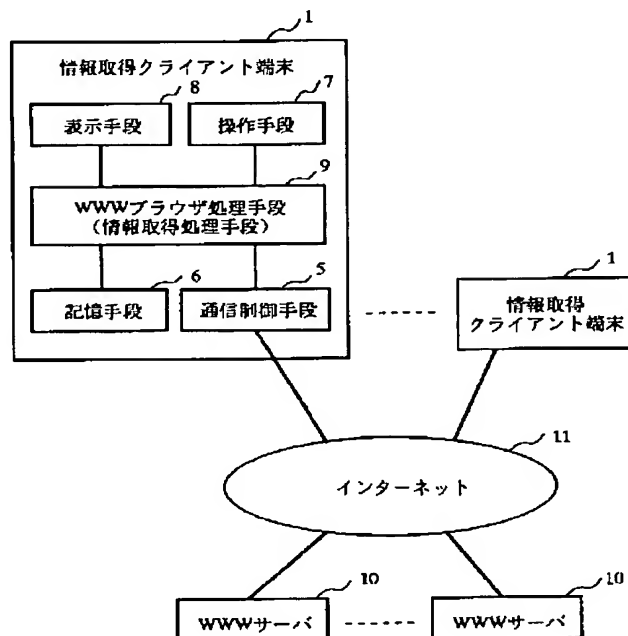 1
情報取得クライアント端末
8
7
表示手段
操作手段
9
WWWブラウザ処理手段
(情報取得処理手段)
6
5
記憶手段
通信制御手段
1
情報取得
クライアント端末
11
インターネット
10
10
WWWサーバ
WWWサーバ